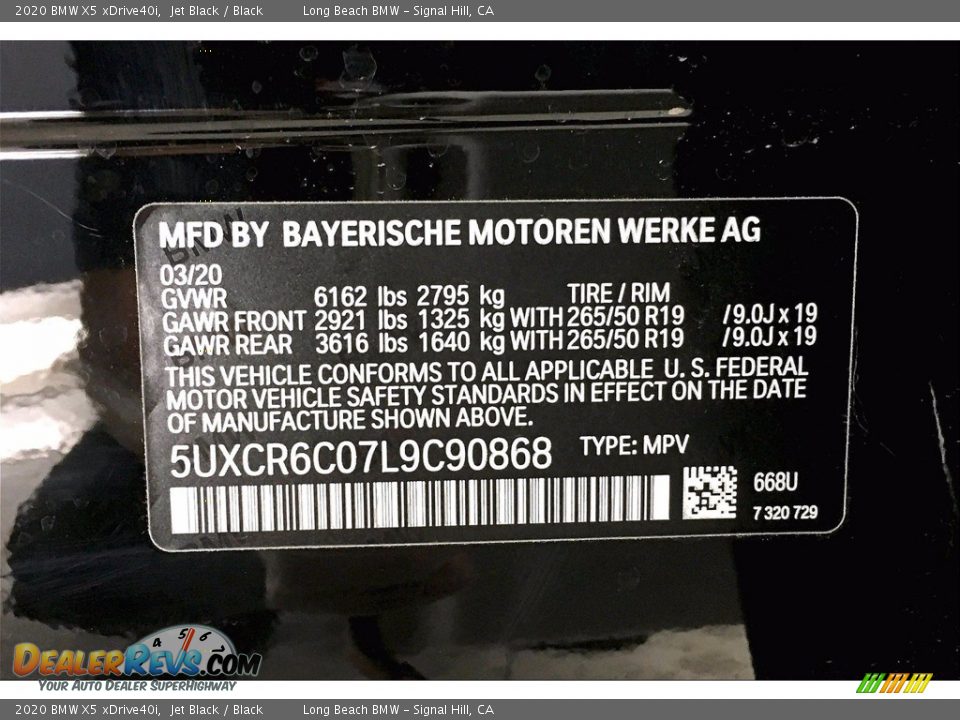 2020 BMW X5 xDrive40i, Jet Black / Black Long Beach BMW - Signal Hill, CA
MFD BY BAYERISCHE MOTOREN WERKE AG
03/20
GVWR 6162 lbs 2795 kg TIRE / RIM
GAWR FRONT 2921 lbs 1325 kg WITH 265/50 R19 /9.0J x 19
GAWR REAR 3616 lbs 1640 kg WITH 265/50 R19 /9.0J x 19
THIS VEHICLE CONFORMS TO ALL APPLICABLE U. S. FEDERAL
MOTOR VEHICLE SAFETY STANDARDS IN EFFECT ON THE DATE
OF MANUFACTURE SHOWN ABOVE.
5UXCR6C07L9C90868 TYPE: MPV
668U
7 320 729
4 5 6
DEALERREVS.COM
YOUR AUTO DEALER SUPERHIGHWAY
2020 BMW X5 xDrive40i, Jet Black / Black Long Beach BMW - Signal Hill, CA